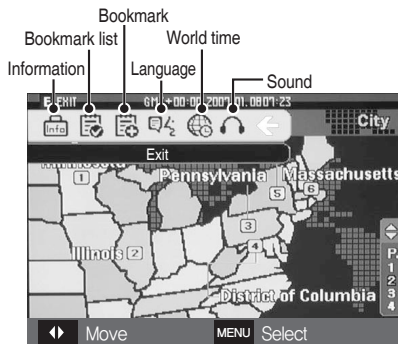 Bookmark
Bookmark list World time
Information Language
Sound
EXIT GMT+00:00 2007.01.08 07:23
Info City
Exit
Minnesota Pennsylvania Massachusetts
1 5 6
3
Illinois 2 4
District of Columbia
1
2
3
4
Move MENU Select